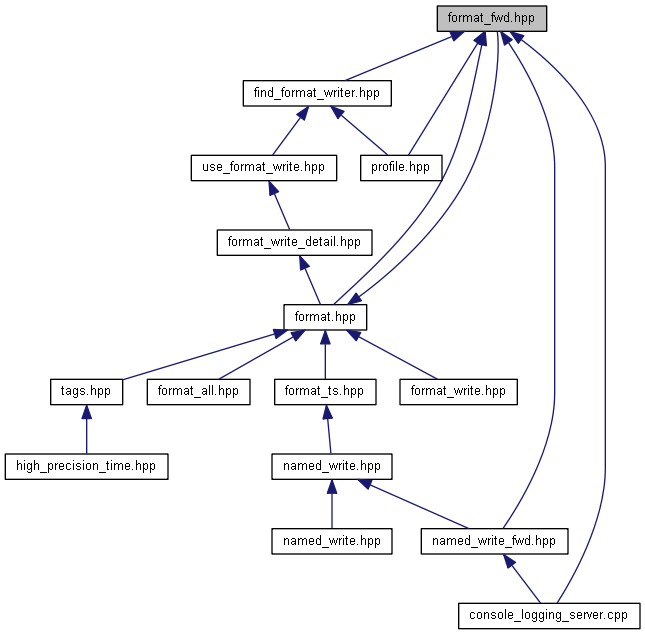 format_fwd.hpp
find_format_writer.hpp
use_format_write.hpp
profile.hpp
format_write_detail.hpp
format.hpp
tags.hpp
format_all.hpp
format_ts.hpp
format_write.hpp
high_precision_time.hpp
named_write.hpp
named_write.hpp
named_write_fwd.hpp
console_logging_server.cpp